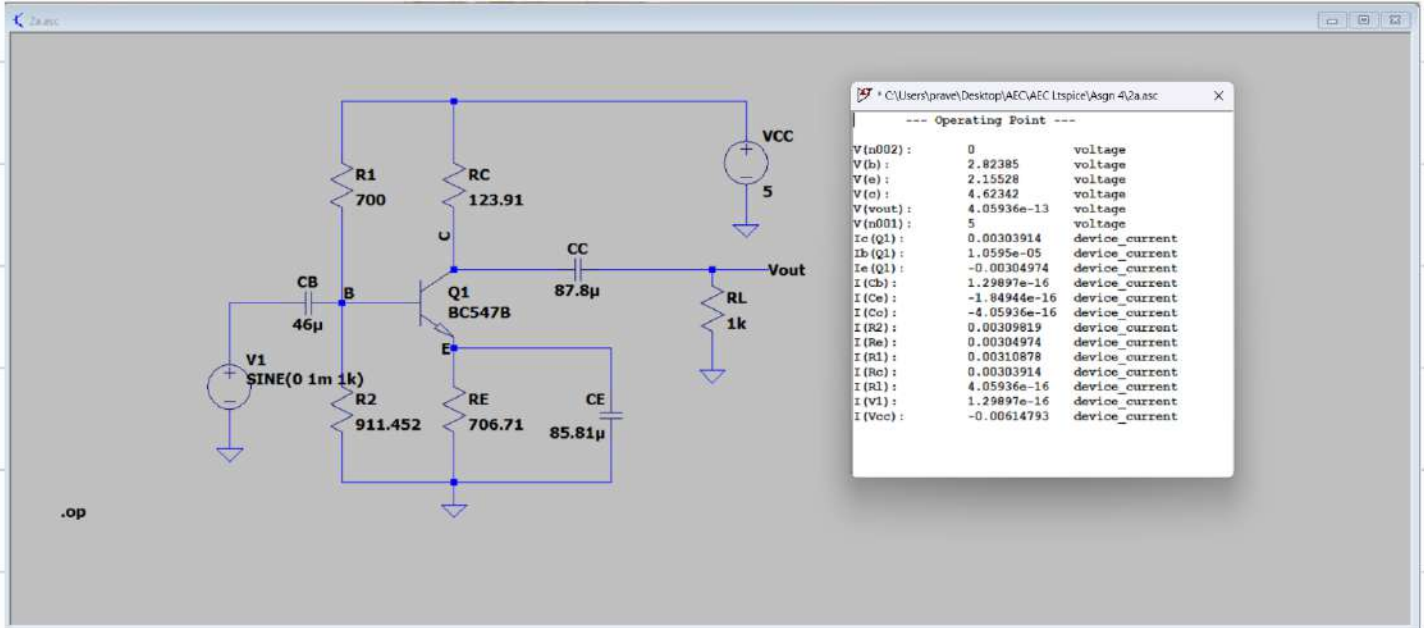 2a.asc
VCC
5
R1
700
RC
123.91
C
CC
87.8µ
Vout
CB
46µ
B
Q1
BC547B
RL
1k
E
V1
SINE(0 1m 1k)
R2
911.452
RE
706.71
CE
85.81µ
.op
* C:\Users\prave\Desktop\AEC\AEC Ltspice\Asgn 4\2a.asc
--- Operating Point ---
V(n002): 0 voltage
V(b): 2.82385 voltage
V(e): 2.15528 voltage
V(c): 4.62342 voltage
V(vout): 4.05936e-13 voltage
V(n001): 5 voltage
Ic(Q1): 0.00303914 device_current
Ib(Q1): 1.0595e-05 device_current
Ie(Q1): -0.00304974 device_current
I(Cb): 1.29897e-16 device_current
I(Ce): -1.84944e-16 device_current
I(Cc): -4.05936e-16 device_current
I(R2): 0.00309819 device_current
I(Re): 0.00304974 device_current
I(R1): 0.00310878 device_current
I(Rc): 0.00303914 device_current
I(Rl): 4.05936e-16 device_current
I(V1): 1.29897e-16 device_current
I(Vcc): -0.00614793 device_current